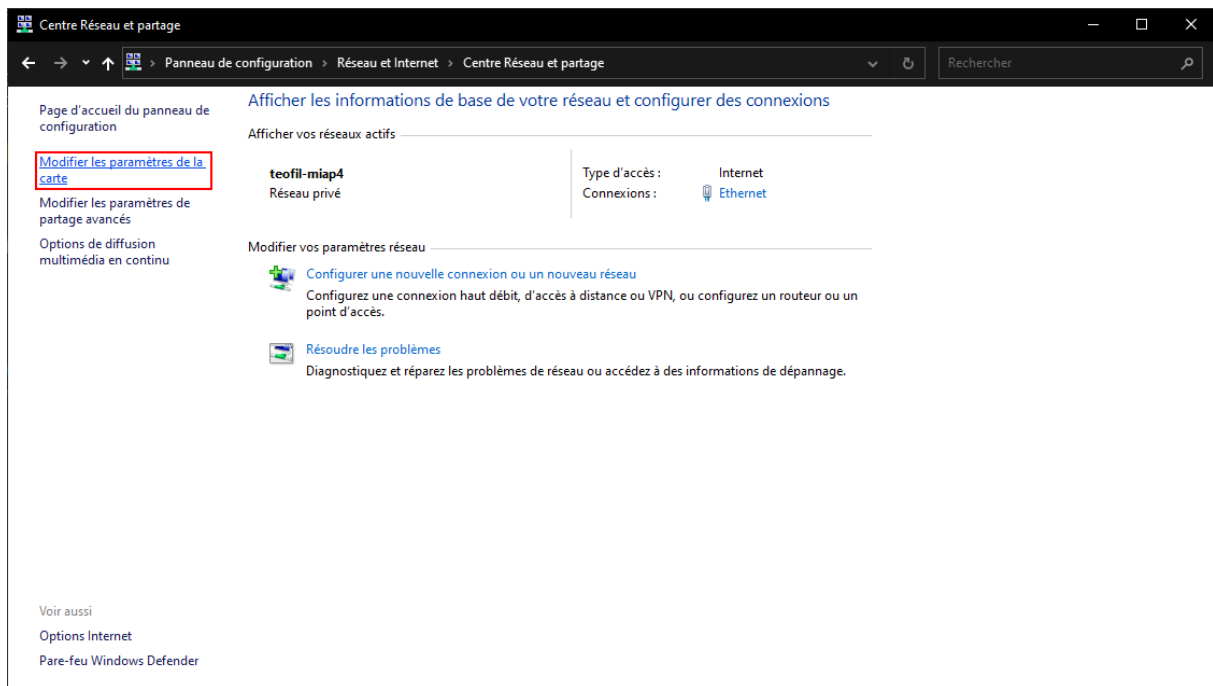 Centre Réseau et partage
Panneau de configuration > Réseau et Internet > Centre Réseau et partage
Rechercher
Page d'accueil du panneau de
configuration
Modifier les paramètres de la
carte
Modifier les paramètres de
partage avancés
Options de diffusion
multimédia en continu
Afficher les informations de base de votre réseau et configurer des connexions
Afficher vos réseaux actifs
teofil-miap4
Réseau privé
Type d'accès : Internet
Connexions : Ethernet
Modifier vos paramètres réseau
Configurer une nouvelle connexion ou un nouveau réseau
Configurez une connexion haut débit, d'accès à distance ou VPN, ou configurez un routeur ou un
point d'accès.
Résoudre les problèmes
Diagnostiquez et réparez les problèmes de réseau ou accédez à des informations de dépannage.
Voir aussi
Options Internet
Pare-feu Windows Defender